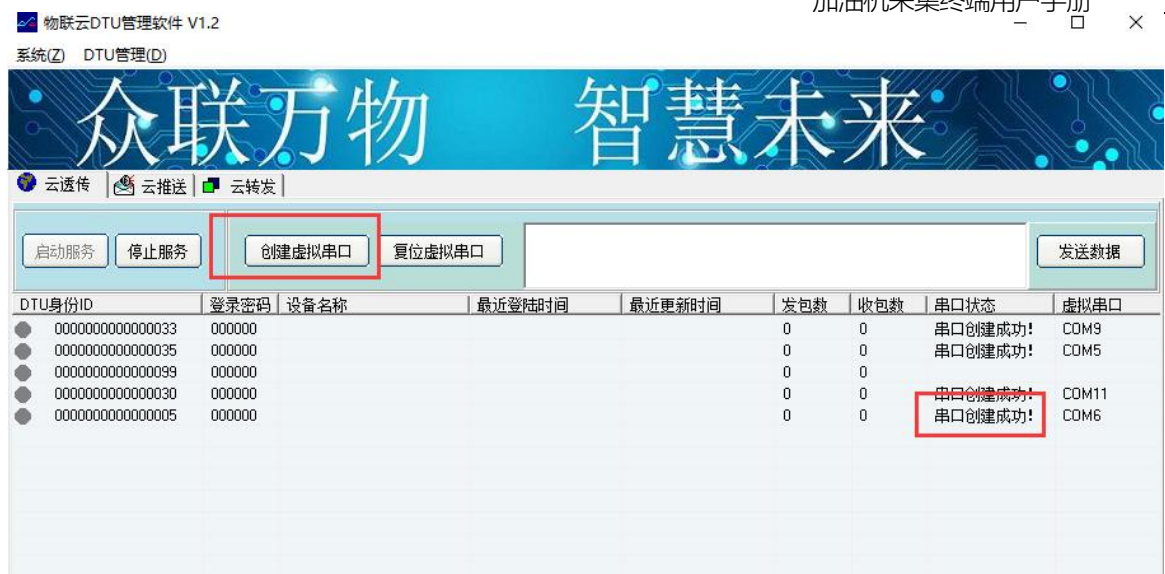 加油机采集终端用户手册
物联云DTU管理软件 V1.2
系统(Z) DTU管理(D)
众联万物 智慧未来
云透传 云推送 云转发
启动服务 停止服务 创建虚拟串口 复位虚拟串口 发送数据
DTU身份ID 登录密码 设备名称 最近登陆时间 最近更新时间 发包数 收包数 串口状态 虚拟串口
0000000000000033 000000 0 0 串口创建成功! COM9
0000000000000035 000000 0 0 串口创建成功! COM5
0000000000000099 000000 0 0
0000000000000030 000000 0 0 串口创建成功! COM11
0000000000000005 000000 0 0 串口创建成功! COM6